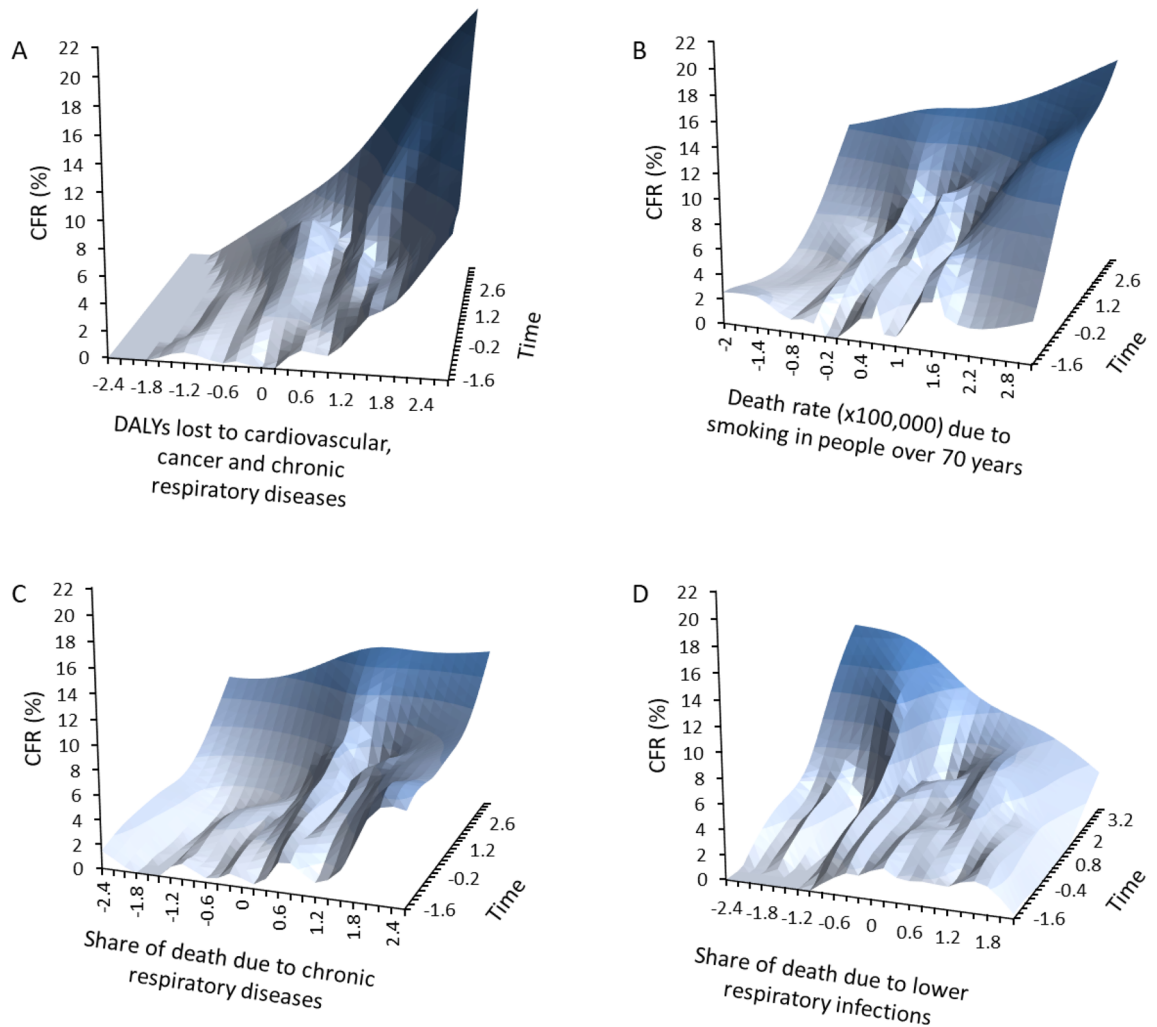 A
22
20
18
16
14
12
10
8
6
4
2
0
CFR (%)
-2.4 -1.8 -1.2 -0.6 0 0.6 1.2 1.8 2.4
DALYs lost to cardiovascular,
cancer and chronic
respiratory diseases
2.6
1.2
-0.2
-1.6
Time
B
22
20
18
16
14
12
10
8
6
4
2
0
CFR (%)
-2 -1.4 -0.8 -0.2 0.4 1 1.6 2.2 2.8
Death rate (x100,000) due to
smoking in people over 70 years
2.6
1.2
-0.2
-1.6
Time
C
22
20
18
16
14
12
10
8
6
4
2
0
CFR (%)
-2.4 -1.8 -1.2 -0.6 0 0.6 1.2 1.8 2.4
Share of death due to chronic
respiratory diseases
2.6
1.2
-0.2
-1.6
Time
D
22
20
18
16
14
12
10
8
6
4
2
0
CFR (%)
-2.4 -1.8 -1.2 -0.6 0 0.6 1.2 1.8
Share of death due to lower
respiratory infections
3.2
2
0.8
-0.4
-1.6
Time